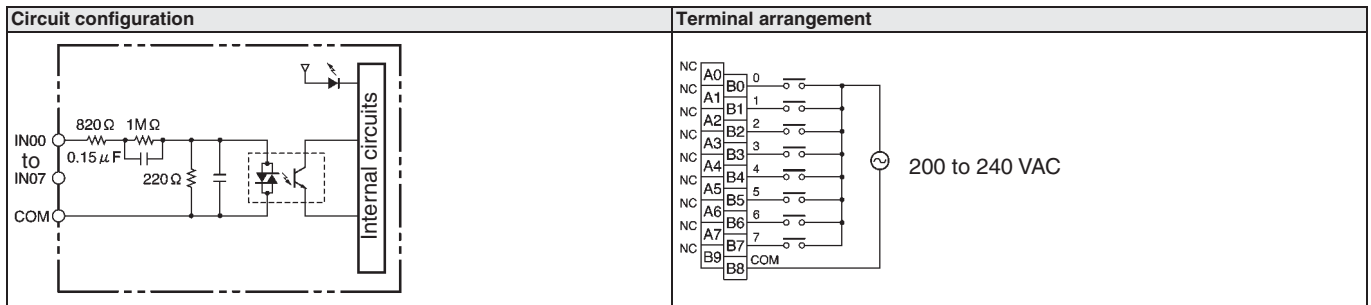 Circuit configuration
IN00
to
IN07
COM
820Ω 1MΩ
0.15μF
220Ω
Internal circuits
Terminal arrangement
NC A0
B0 0
NC A1
B1 1
NC A2
B2 2
NC A3
B3 3
NC A4
B4 4
NC A5
B5 5
NC A6
B6 6
NC A7
B7 7
NC B9
B8 COM
200 to 240 VAC